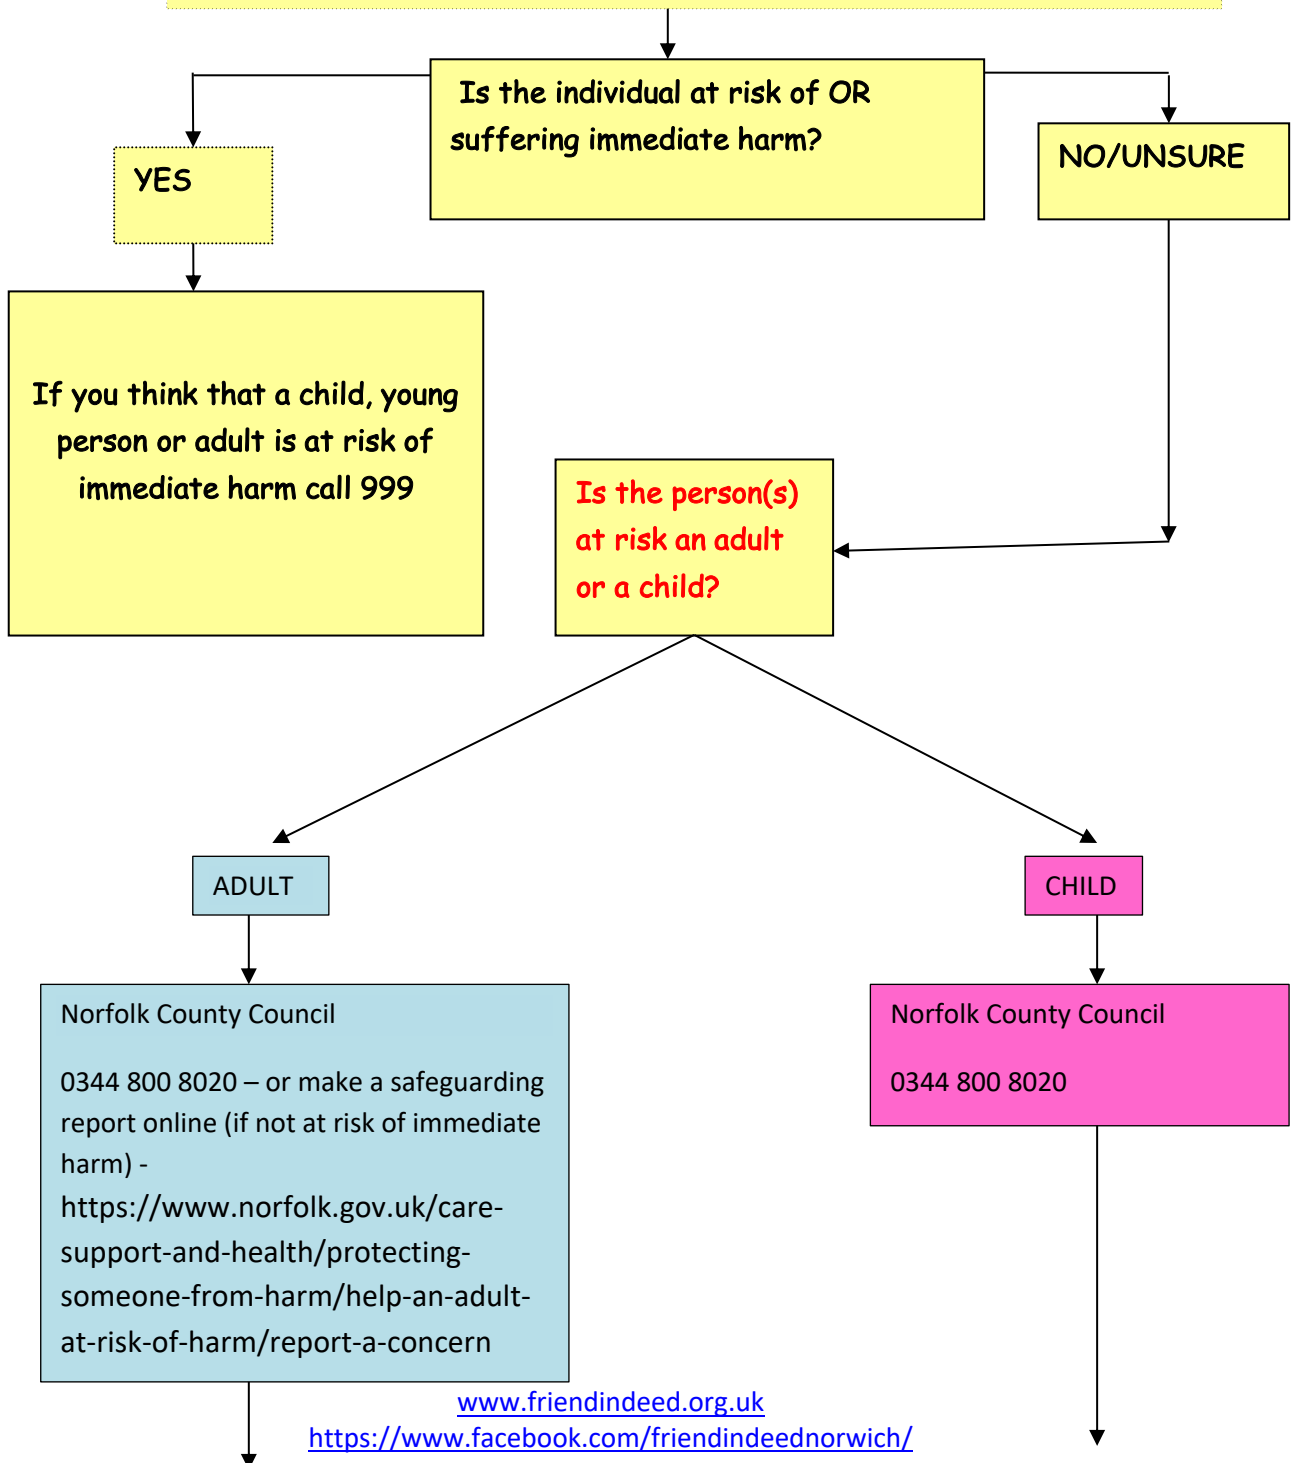 Is the individual at risk of OR
suffering immediate harm?
YES
NO/UNSURE
If you think that a child, young
person or adult is at risk of
immediate harm call 999
Is the person(s)
at risk an adult
or a child?
ADULT
CHILD
Norfolk County Council
0344 800 8020 – or make a safeguarding
report online (if not at risk of immediate
harm) -
https://www.norfolk.gov.uk/care-
support-and-health/protecting-
someone-from-harm/help-an-adult-
at-risk-of-harm/report-a-concern
Norfolk County Council
0344 800 8020
www.friendindeed.org.uk
https://www.facebook.com/friendindeednorwich/